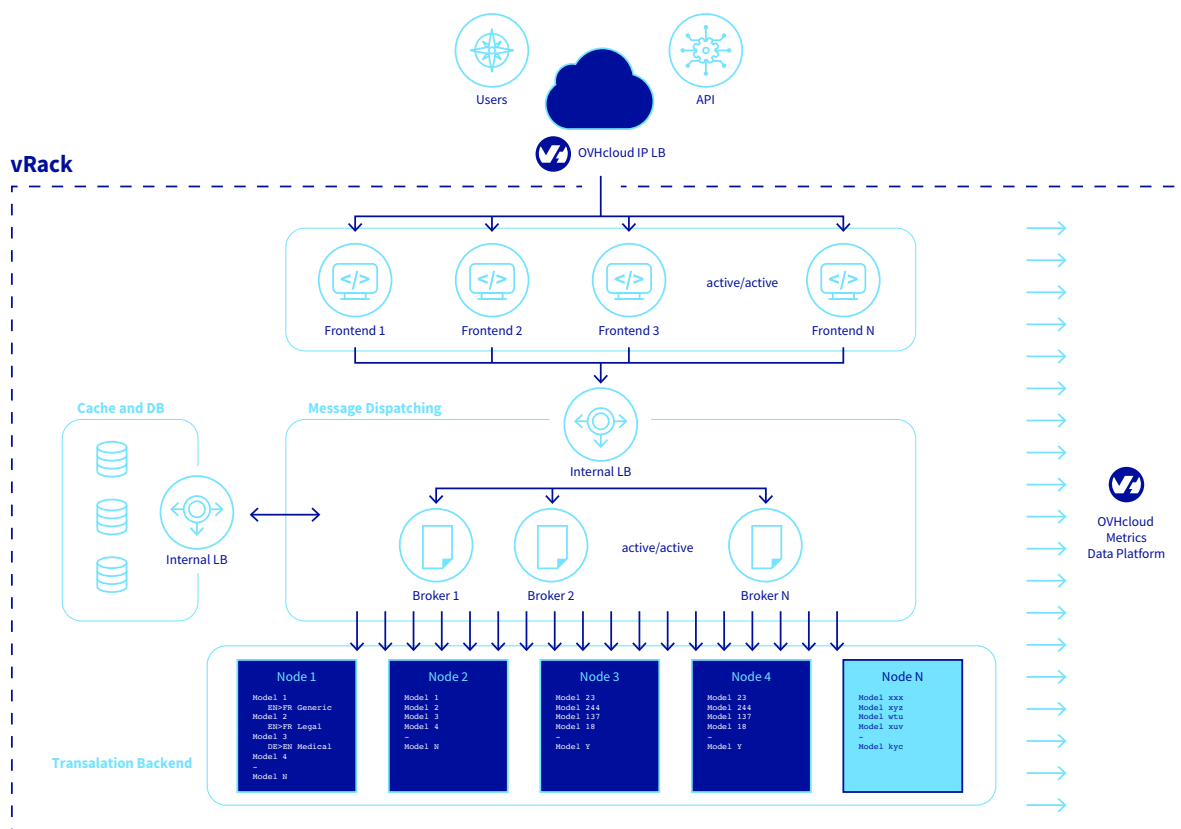 Users
API
OVHcloud IP LB
vRack
</>
</>
</>
</>
active/active
Frontend 1
Frontend 2
Frontend 3
Frontend N
Cache and DB
Message Dispatching
Internal LB
Internal LB
active/active
Broker 1
Broker 2
Broker N
OVHcloud
Metrics
Data Platform
Transalation Backend
Node 1
Model 1
EN>FR Generic
Model 2
EN>FR Legal
Model 3
DE>EN Medical
Model 4
–
Model N
Node 2
Model 1
Model 2
Model 3
Model 4
–
Model N
Node 3
Model 23
Model 244
Model 137
Model 18
–
Model Y
Node 4
Model 23
Model 244
Model 137
Model 18
–
Model Y
Node N
Model xxx
Model xyz
Model wtu
Model xuv
–
Model kyc